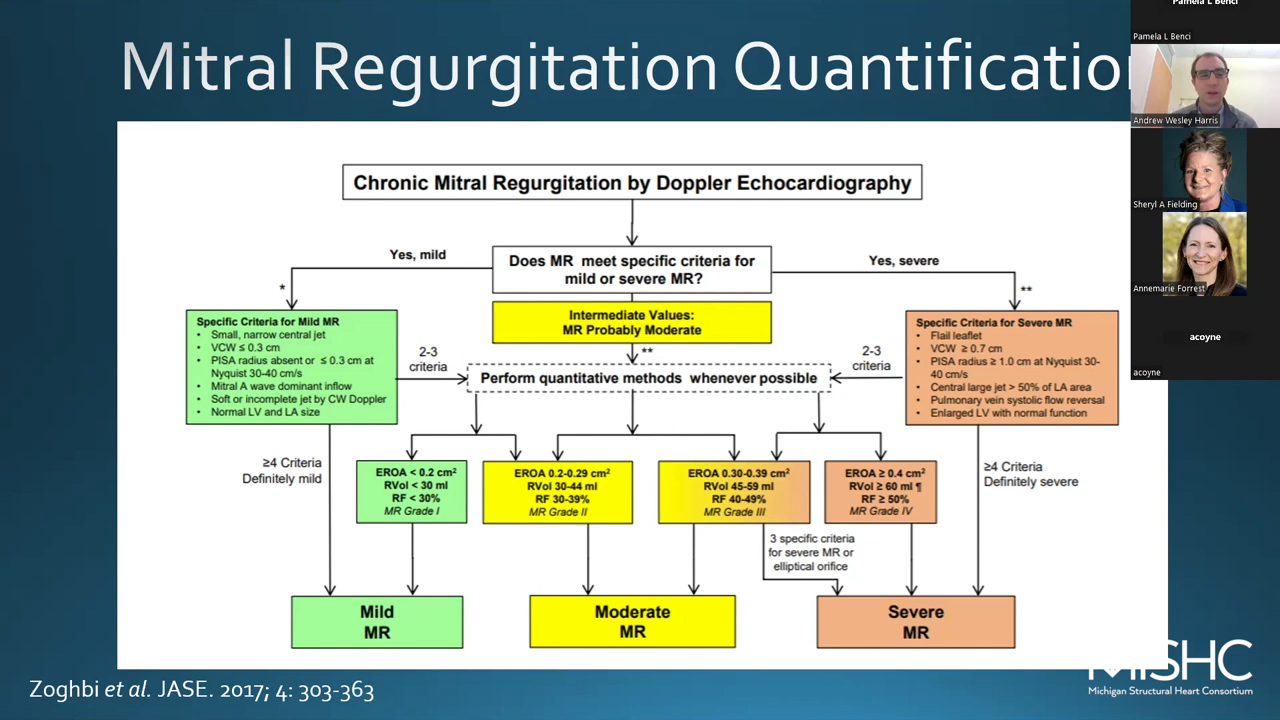 Mitral Regurgitation Quantificatio
Pamela L Benci
Pamela L Benci
Andrew Wesley Harris
Sheryl A Fielding
Annemarie Forrest
acoyne
acoyne
Chronic Mitral Regurgitation by Doppler Echocardiography
Yes, mild
Does MR meet specific criteria for
mild or severe MR?
Yes, severe
*
**
Intermediate Values:
MR Probably Moderate
**
Specific Criteria for Mild MR
• Small, narrow central jet
• VCW ≤ 0.3 cm
• PISA radius absent or ≤ 0.3 cm at
Nyquist 30-40 cm/s
• Mitral A wave dominant inflow
• Soft or incomplete jet by CW Doppler
• Normal LV and LA size
2-3
criteria
Perform quantitative methods whenever possible
2-3
criteria
Specific Criteria for Severe MR
• Flail leaflet
• VCW ≥ 0.7 cm
• PISA radius ≥ 1.0 cm at Nyquist 30-
40 cm/s
• Central large jet > 50% of LA area
• Pulmonary vein systolic flow reversal
• Enlarged LV with normal function
≥4 Criteria
Definitely mild
EROA < 0.2 cm²
RVol < 30 ml
RF < 30%
MR Grade I
EROA 0.2-0.29 cm²
RVol 30-44 ml
RF 30-39%
MR Grade II
EROA 0.30-0.39 cm²
RVol 45-59 ml
RF 40-49%
MR Grade III
EROA ≥ 0.4 cm²
RVol ≥ 60 ml ¶
RF ≥ 50%
MR Grade IV
≥4 Criteria
Definitely severe
3 specific criteria
for severe MR or
elliptical orifice
Mild
MR
Moderate
MR
Severe
MR
Zoghbi et al. JASE. 2017; 4: 303-363
MISHC
Michigan Structural Heart Consortium